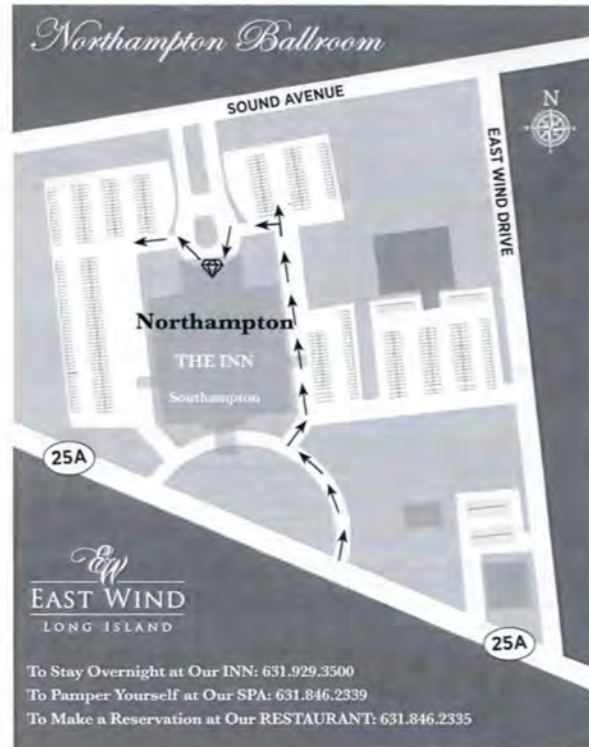 Northampton Ballroom
SOUND AVENUE
N
EAST WIND DRIVE
Northampton
THE INN
Southampton
25A
EW
EAST WIND
LONG ISLAND
25A
To Stay Overnight at Our INN: 631.929.3500
To Pamper Yourself at Our SPA: 631.846.2339
To Make a Reservation at Our RESTAURANT: 631.846.2335